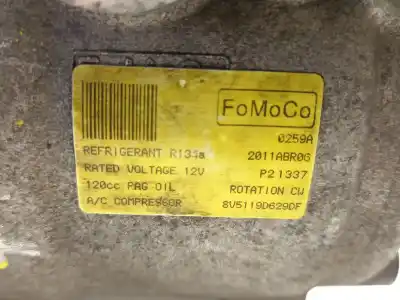 FoMoCo
0259A
REFRIGERANT R134a 2011ABR06
RATED VOLTAGE 12V P21337
120cc PAG OIL ROTATION CW
A/C COMPRESSOR 8V5119D629DF